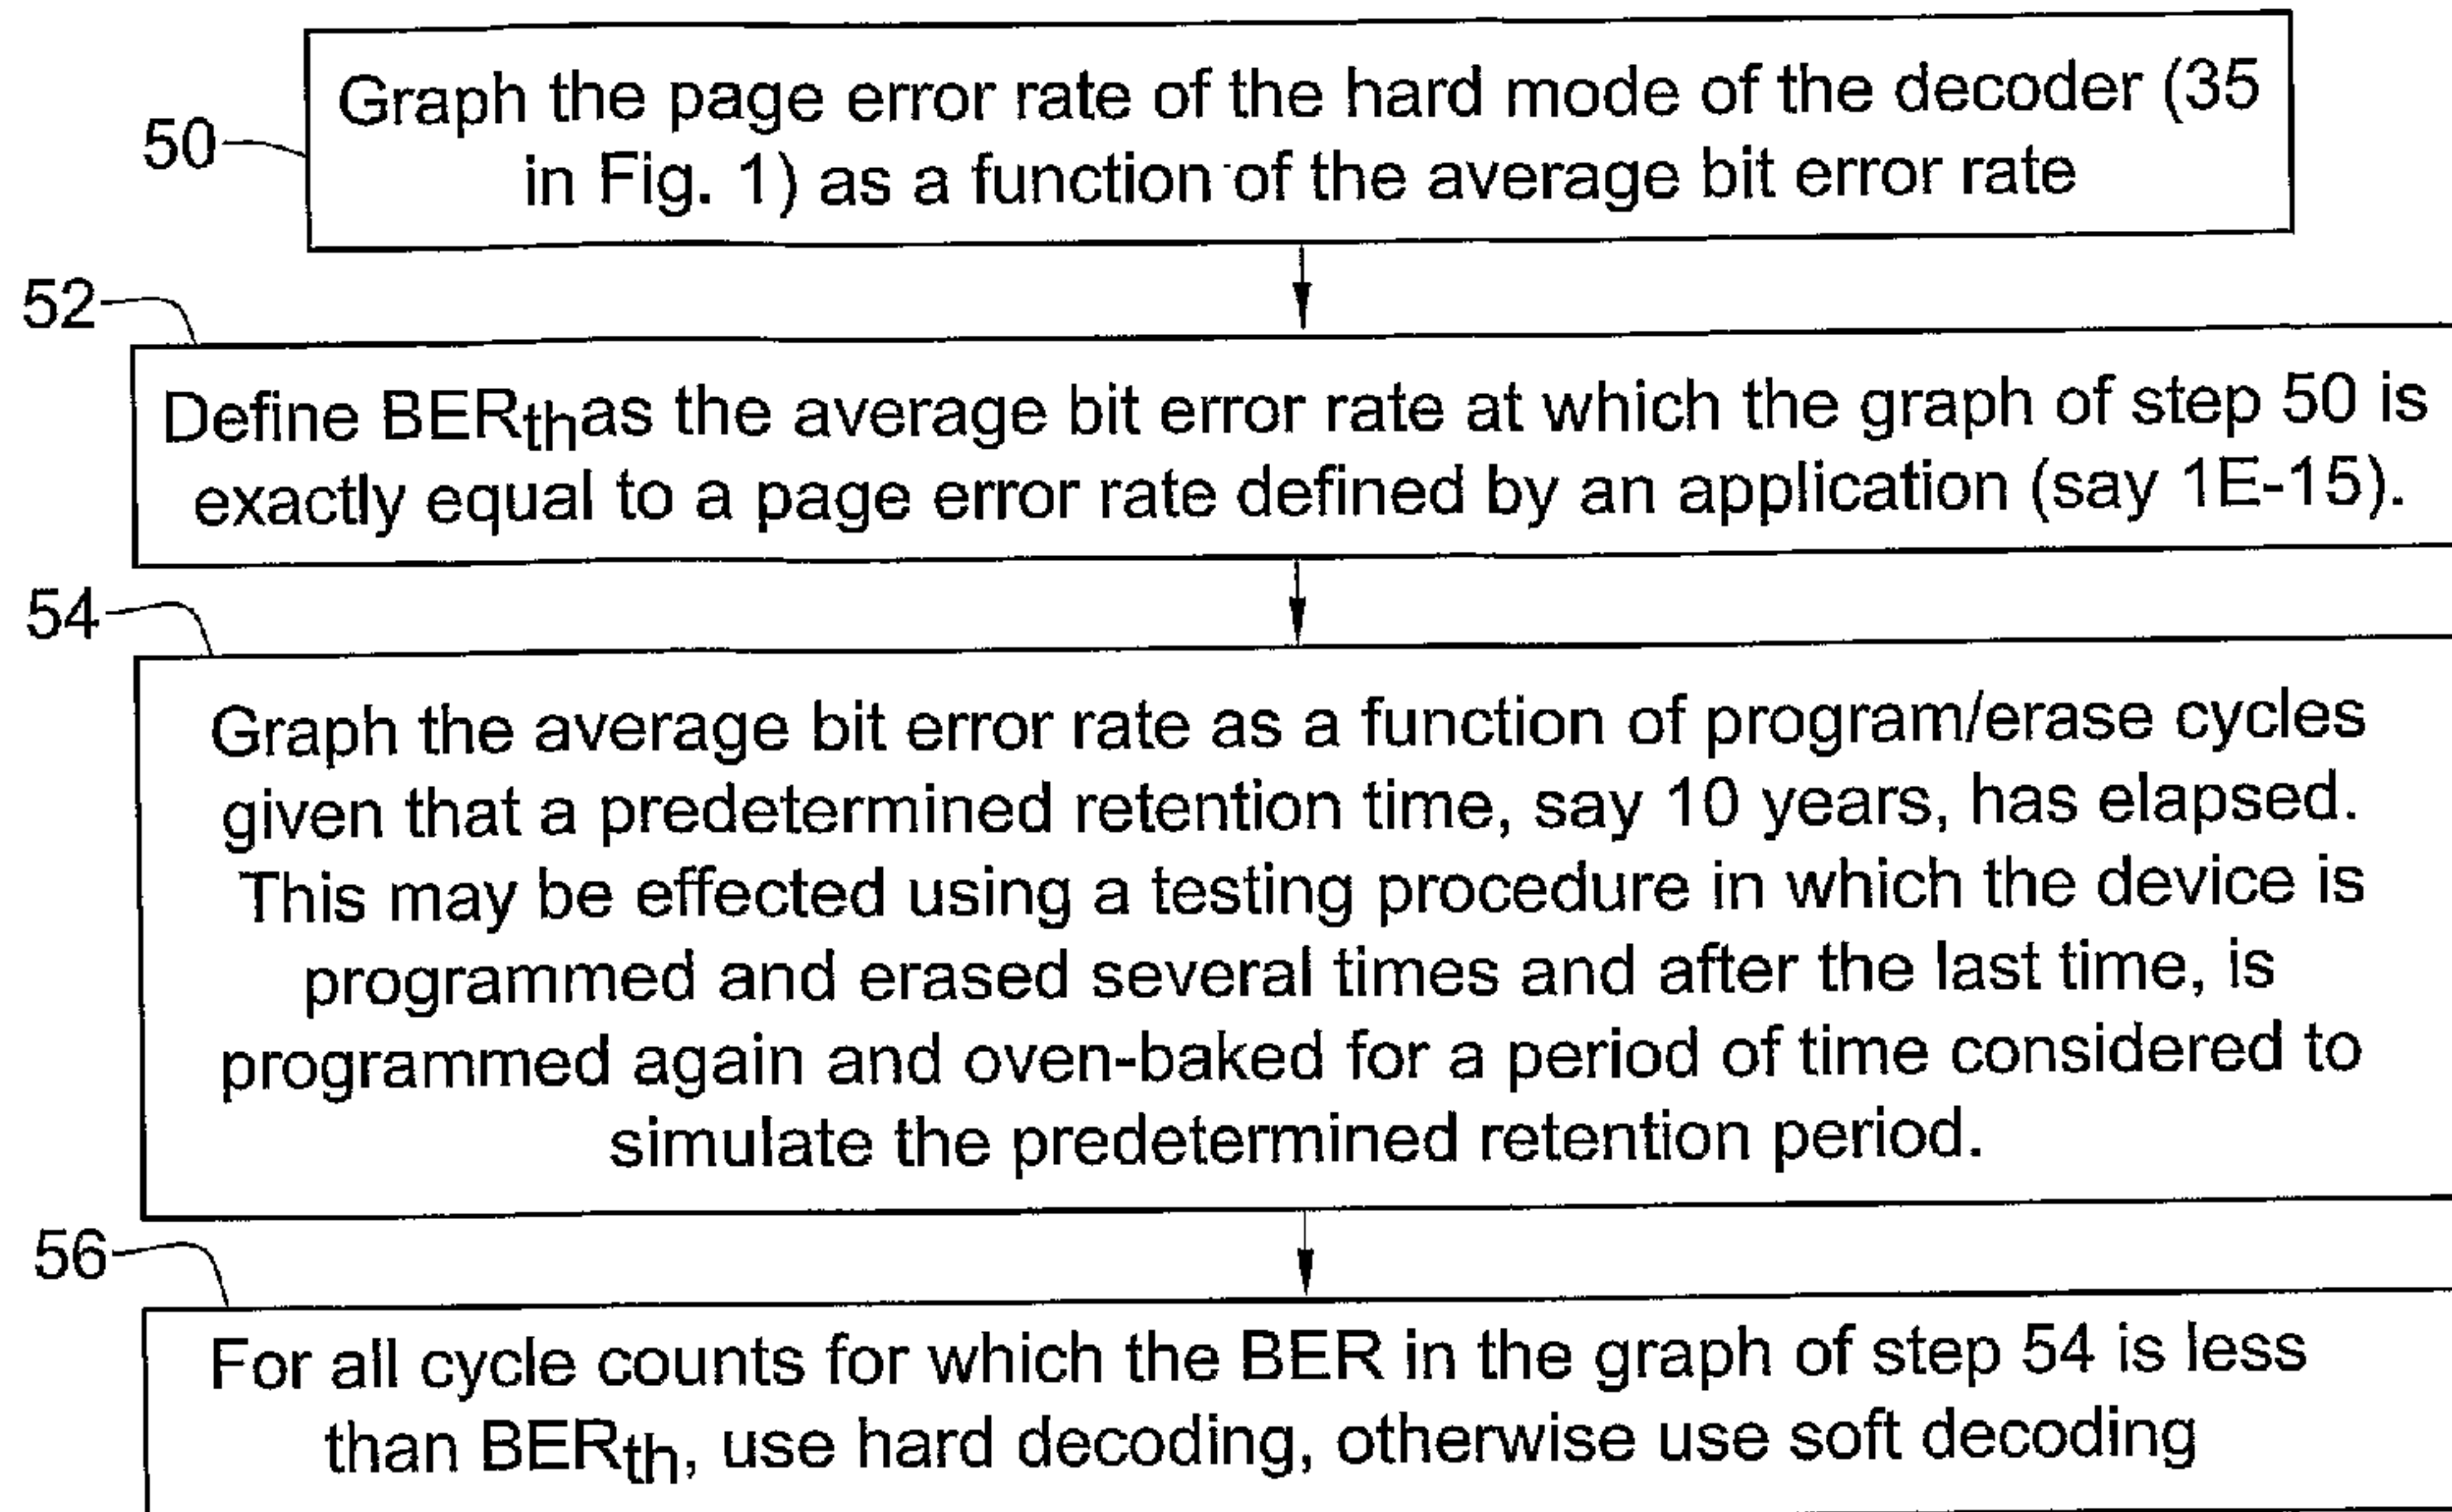 Graph the page error rate of the hard mode of the decoder (35
50
in Fig. 1) as a function of the average bit error rate
52
Define BERth as the average bit error rate at which the graph of step 50 is
exactly equal to a page error rate defined by an application (say 1E-15).
54
Graph the average bit error rate as a function of program/erase cycles
given that a predetermined retention time, say 10 years, has elapsed.
This may be effected using a testing procedure in which the device is
programmed and erased several times and after the last time, is
programmed again and oven-baked for a period of time considered to
simulate the predetermined retention period.
56
For all cycle counts for which the BER in the graph of step 54 is less
than BERth, use hard decoding, otherwise use soft decoding